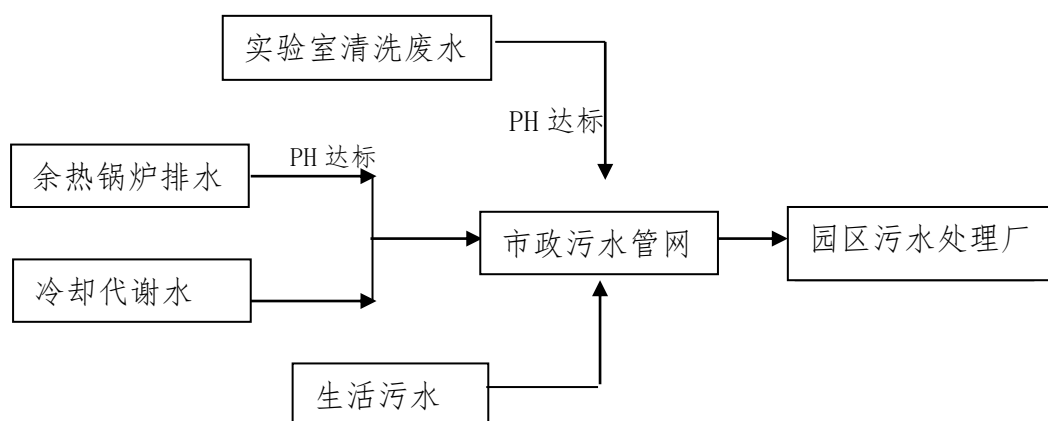 实验室清洗废水
PH 达标
余热锅炉排水
PH 达标
市政污水管网
园区污水处理厂
冷却代谢水
生活污水